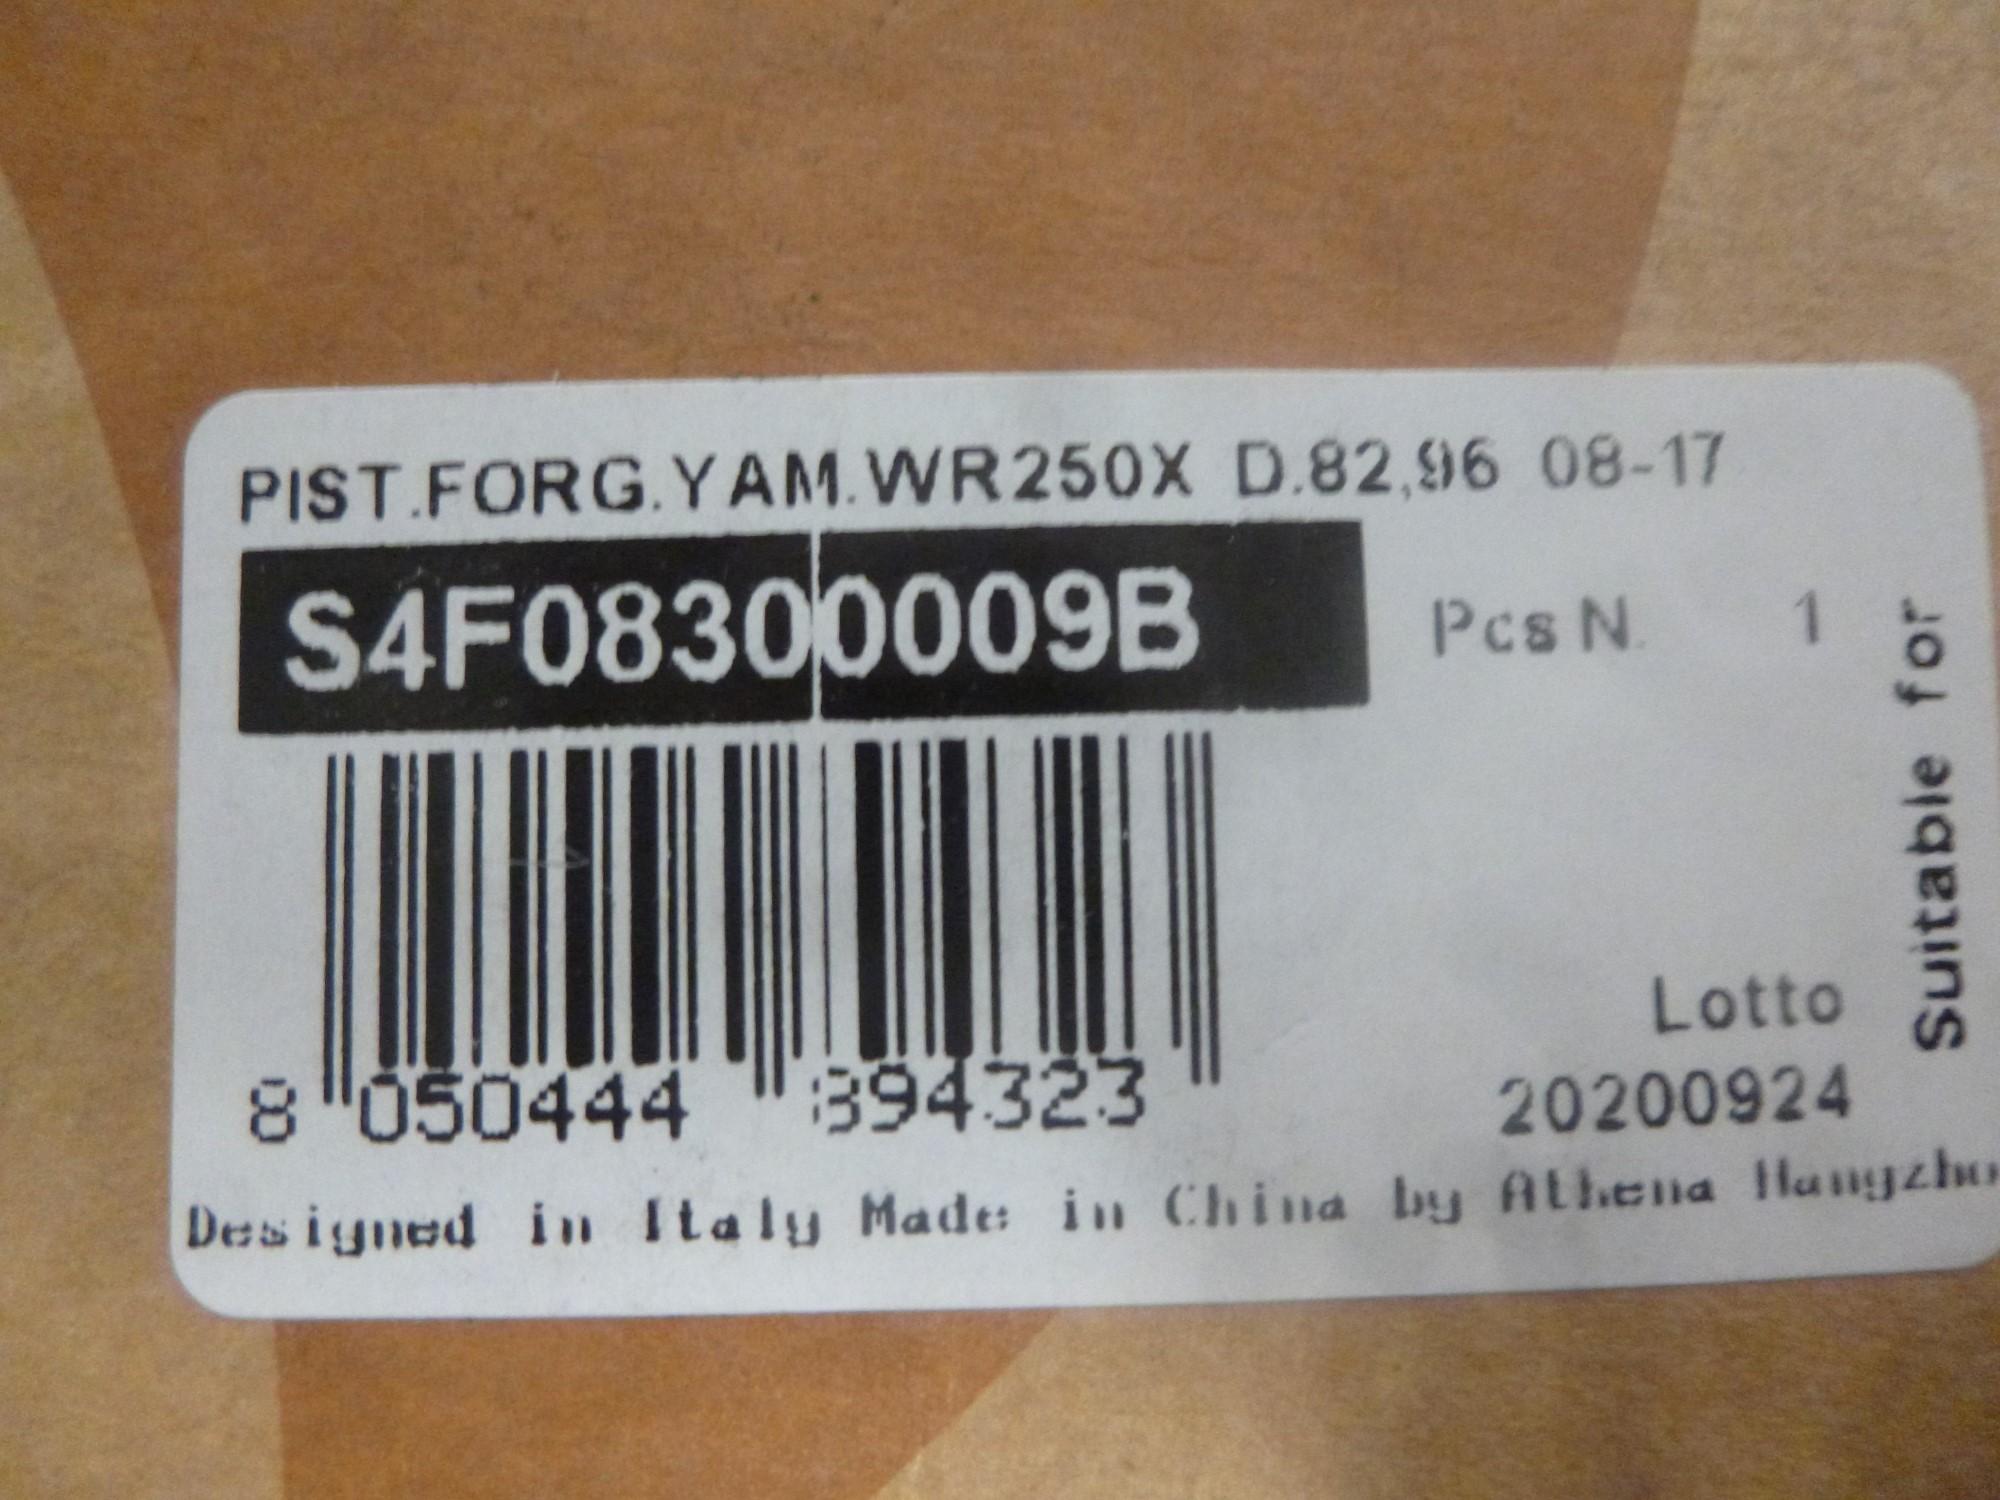 PIST.FORG.YAM.WR250X D.82,96 08-17
S4F08300009B
Pcs N. 1
Suitable for
8 050444 894323
Lotto
20200924
Designed in Italy Made in China by Athena